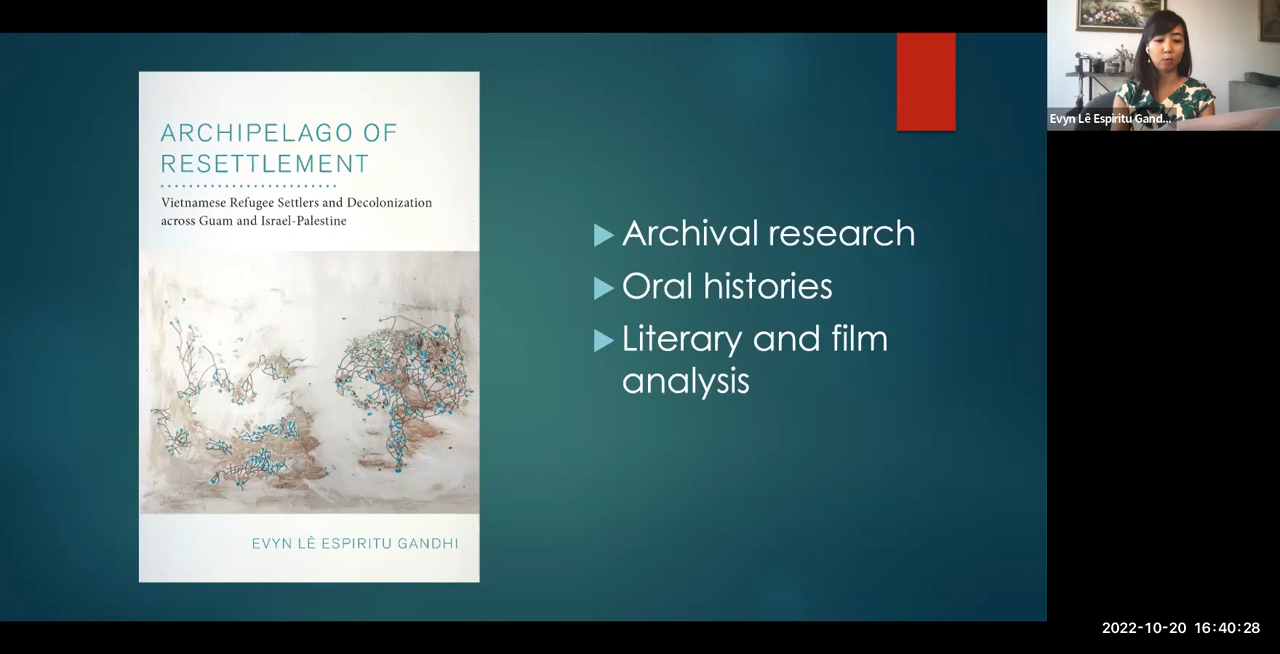 ARCHIPELAGO OF
RESETTLEMENT
Vietnamese Refugee Settlers and Decolonization
across Guam and Israel-Palestine
EVYN LÊ ESPIRITU GANDHI
Archival research
Oral histories
Literary and film
analysis
Evyn Lê Espiritu Gand...
2022-10-20 16:40:28